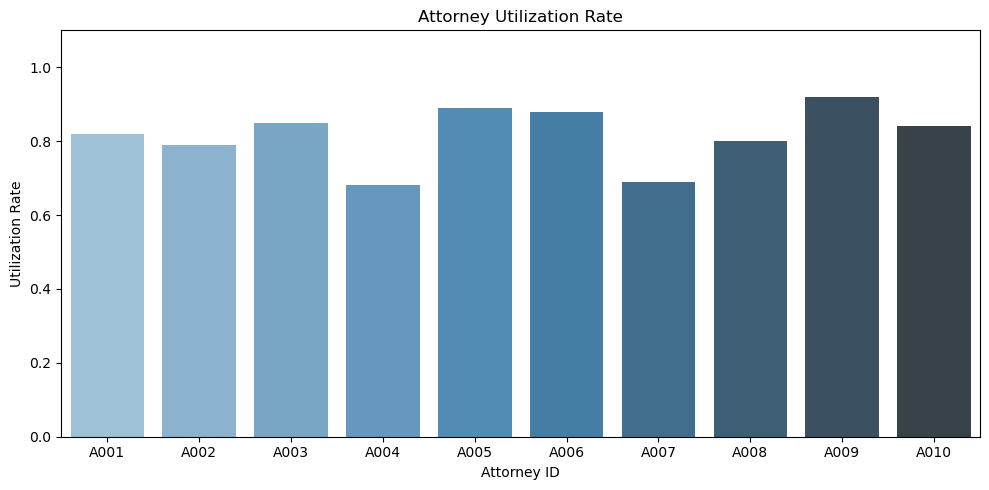 Attorney Utilization Rate
1.0
0.8
0.6
0.4
0.2
0.0
Utilization Rate
A001 A002 A003 A004 A005 A006 A007 A008 A009 A010
Attorney ID